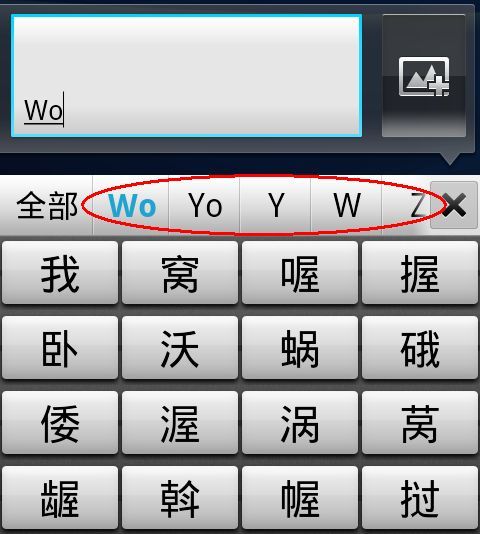 Wo
全部 Wo Yo Y W Z
我 窝 喔 握
卧 沃 蜗 硪
倭 渥 涡 莴
龌 斡 幄 挝